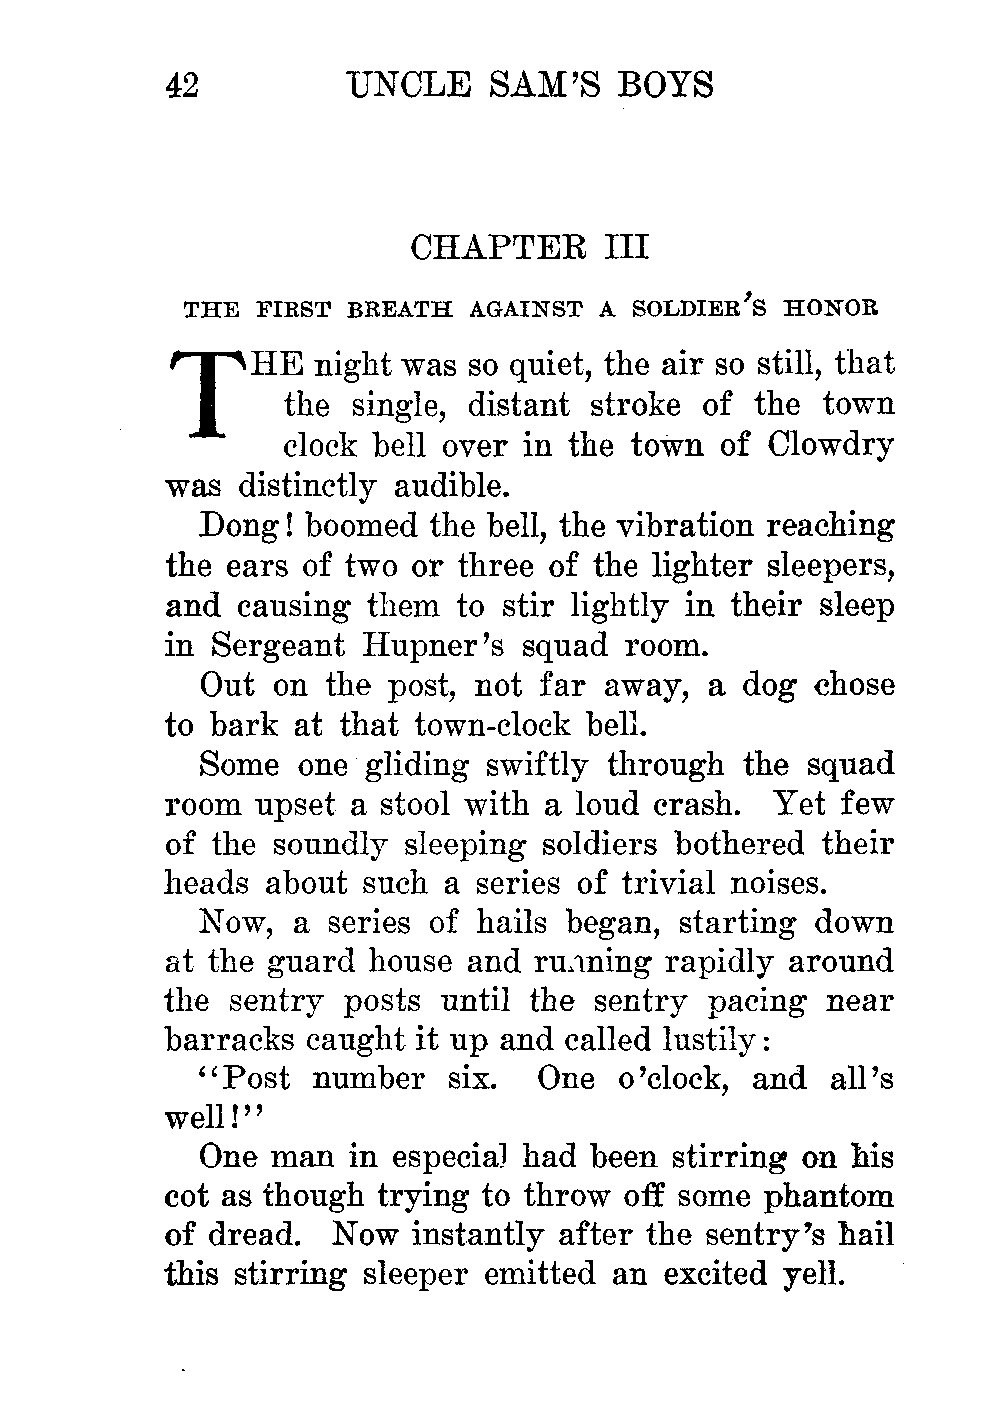 42 UNCLE SAM'S BOYS
CHAPTER III
THE FIRST BREATH AGAINST A SOLDIER'S HONOR
THE night was so quiet, the air so still, that
the single, distant stroke of the town
clock bell over in the town of Clowdry
was distinctly audible.
Dong! boomed the bell, the vibration reaching
the ears of two or three of the lighter sleepers,
and causing them to stir lightly in their sleep
in Sergeant Hupner's squad room.
Out on the post, not far away, a dog chose
to bark at that town-clock bell.
Some one gliding swiftly through the squad
room upset a stool with a loud crash. Yet few
of the soundly sleeping soldiers bothered their
heads about such a series of trivial noises.
Now, a series of hails began, starting down
at the guard house and running rapidly around
the sentry posts until the sentry pacing near
barracks caught it up and called lustily:
"Post number six. One o'clock, and all's
well!"
One man in especial had been stirring on his
cot as though trying to throw off some phantom
of dread. Now instantly after the sentry's hail
this stirring sleeper emitted an excited yell.